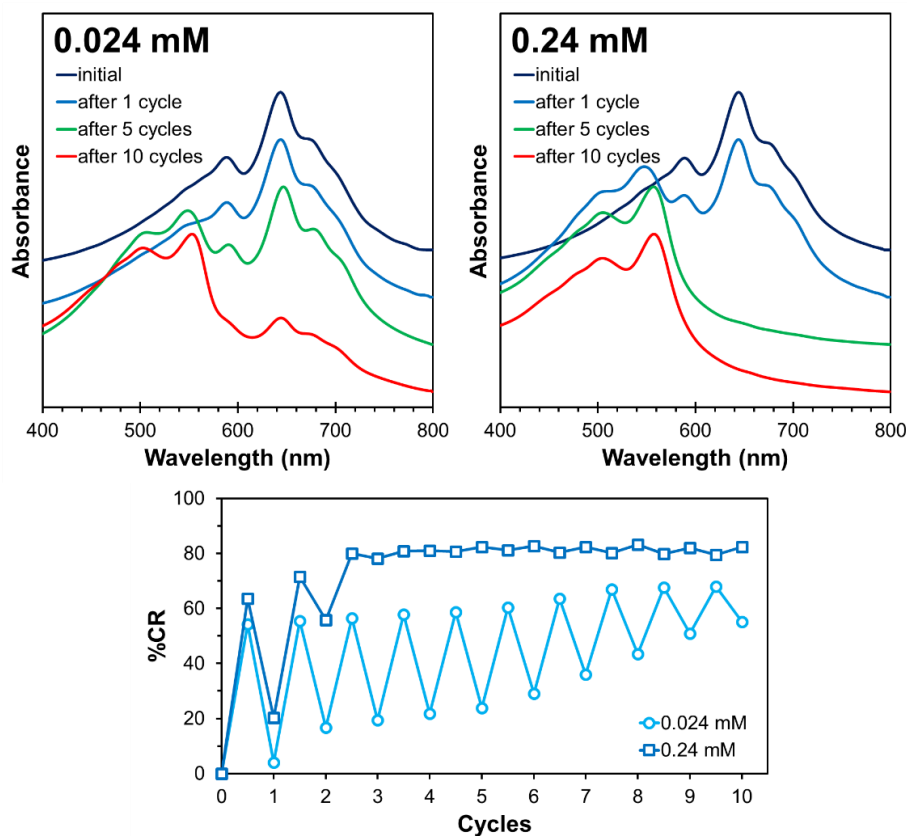 0.024 mM
initial
after 1 cycle
after 5 cycles
after 10 cycles
Absorbance
400 500 600 700 800
Wavelength (nm)
0.24 mM
initial
after 1 cycle
after 5 cycles
after 10 cycles
Absorbance
400 500 600 700 800
Wavelength (nm)
100
80
60
40
20
0
%CR
0.024 mM
0.24 mM
0 1 2 3 4 5 6 7 8 9 10
Cycles